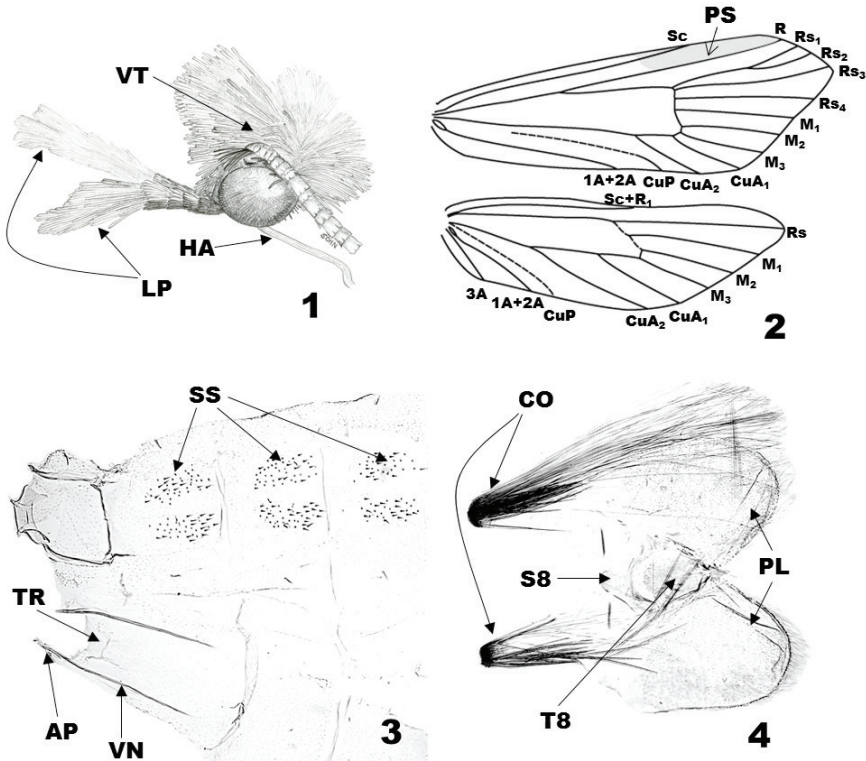 VT
HA
LP
1
SOHN
Sc
PS
R
Rs1
Rs2
Rs3
Rs4
M1
M2
M3
CuA1
CuA2
CuP
1A+2A
Sc+R1
Rs
M1
M2
M3
CuA1
CuA2
CuP
1A+2A
3A
2
SS
TR
AP
VN
3
CO
S8
PL
T8
4